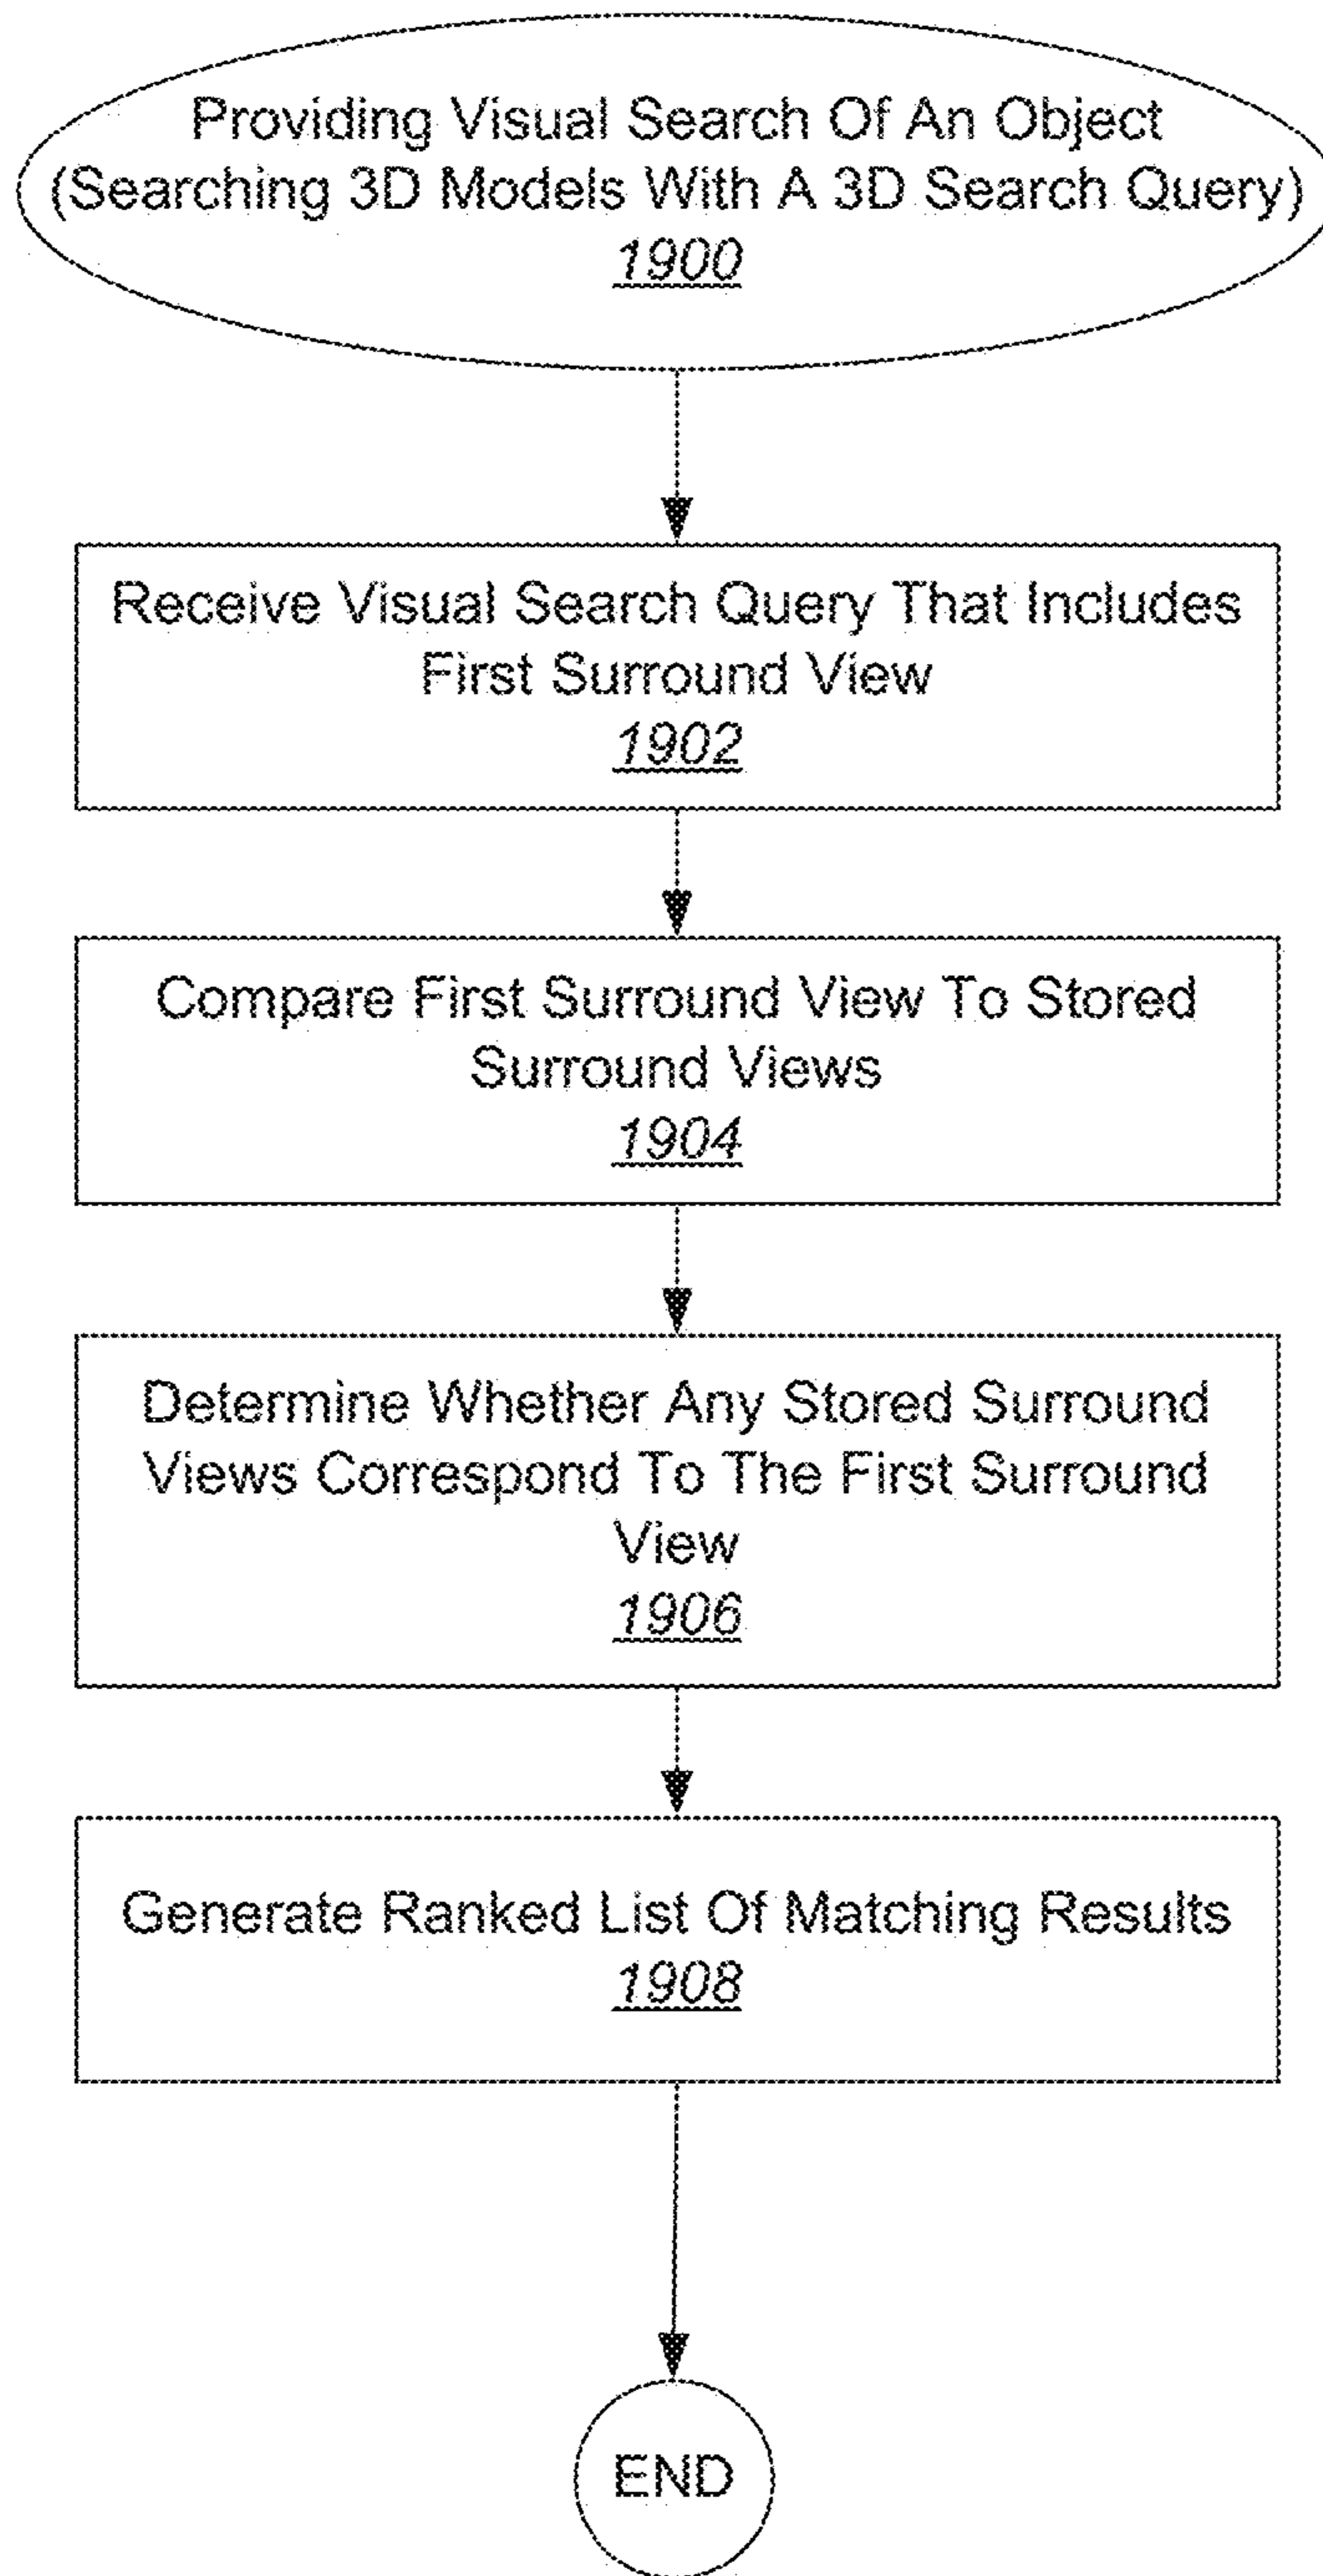 Providing Visual Search Of An Object
(Searching 3D Models With A 3D Search Query)
1900
Receive Visual Search Query That Includes
First Surround View
1902
Compare First Surround View To Stored
Surround Views
1904
Determine Whether Any Stored Surround
Views Correspond To The First Surround
View
1906
Generate Ranked List Of Matching Results
1908
END